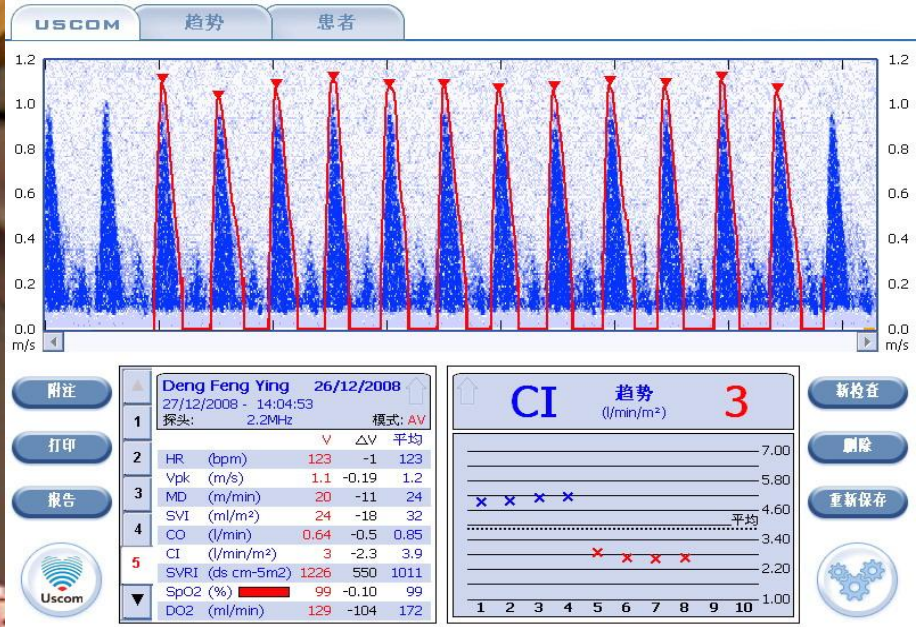 USCOM 趋势 患者
1.2 1.2
1.0 1.0
0.8 0.8
0.6 0.6
0.4 0.4
0.2 0.2
0.0 0.0
m/s m/s
附注
打印
报告
Uscom
1
2
3
4
5
Deng Feng Ying 26/12/2008
27/12/2008 - 14:04:53
探头: 2.2MHz 模式: AV
V △V 平均
HR (bpm) 123 -1 123
Vpk (m/s) 1.1 -0.19 1.2
MD (m/min) 20 -11 24
SVI (ml/m²) 24 -18 32
CO (l/min) 0.64 -0.5 0.85
CI (l/min/m²) 3 -2.3 3.9
SVRI (ds cm-5m2) 1226 550 1011
SpO2 (%) 99 -0.10 99
DO2 (ml/min) 129 -104 172
CI 趋势 3
(l/min/m²)
7.00
5.80
4.60
平均
3.40
2.20
1.00
1 2 3 4 5 6 7 8 9 10
新检查
删除
重新保存